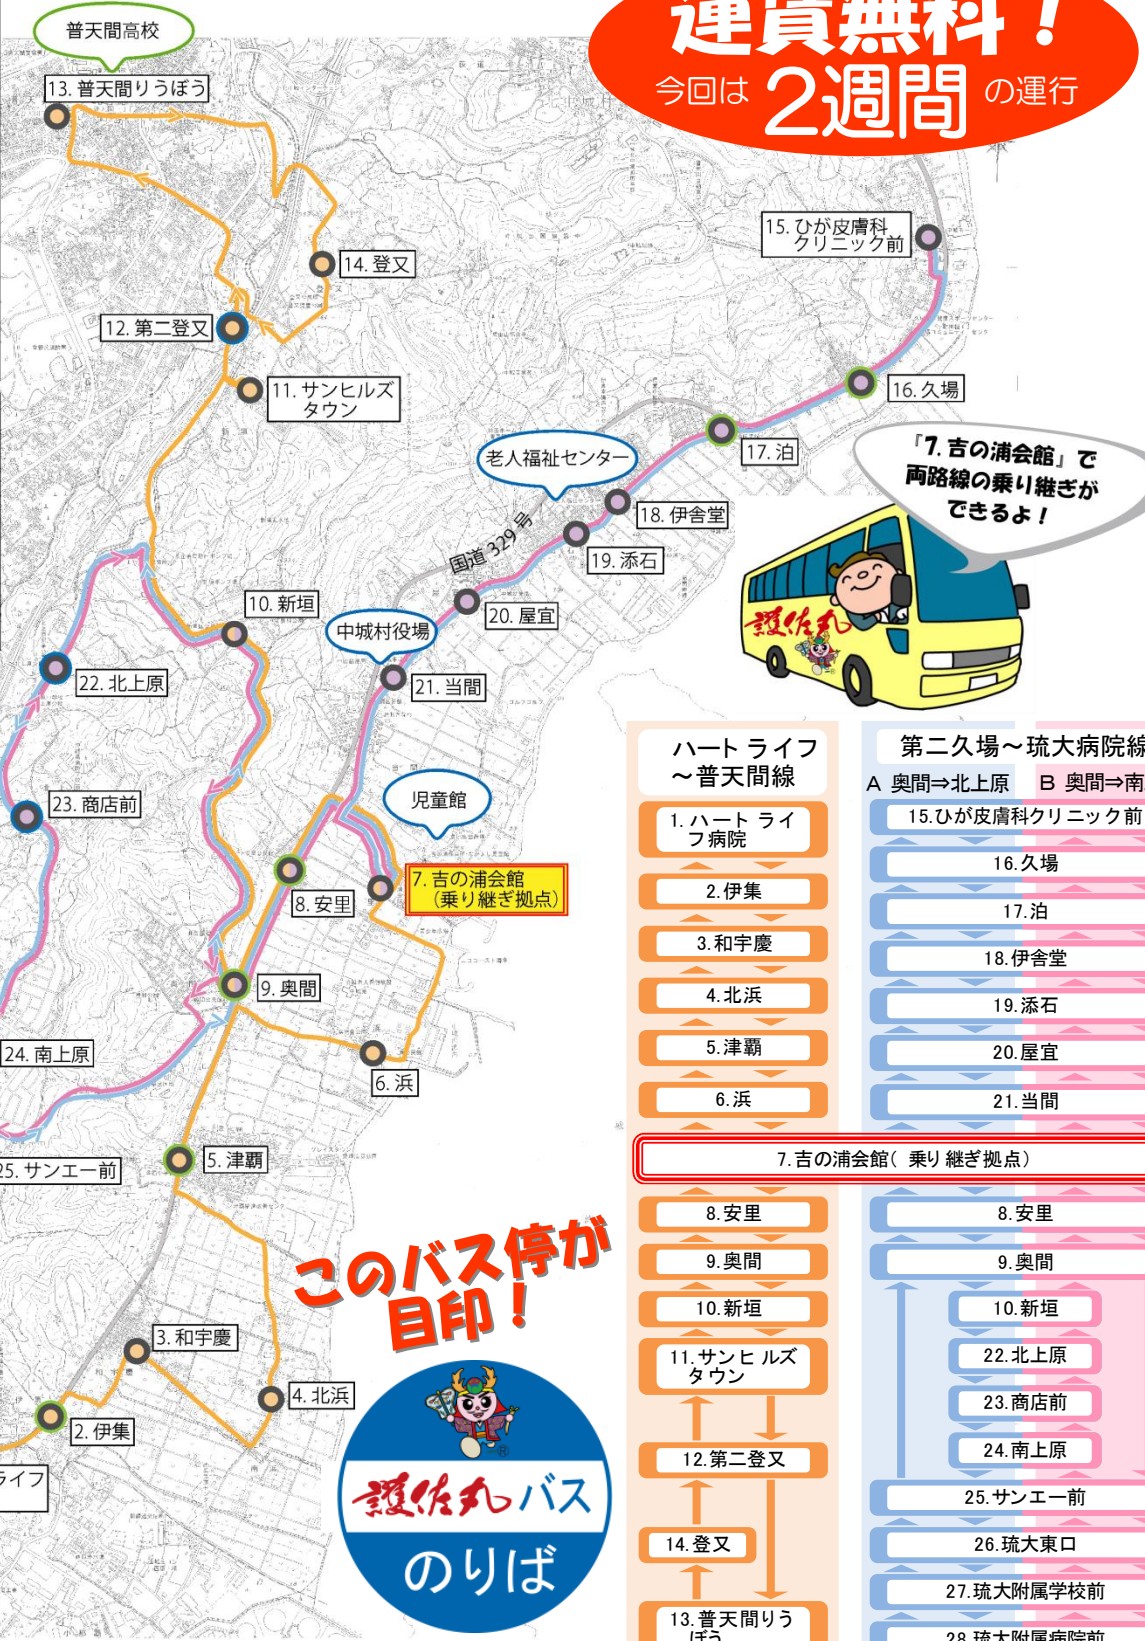 運賃無料！
今回は２週間の運行
普天間高校
13.普天間りうぼう
14.登又
12.第二登又
11.サンヒルズ
タウン
15.ひが皮膚科
クリニック前
16.久場
17.泊
老人福祉センター
18.伊舎堂
19.添石
国道 329 号
20.屋宜
『7.吉の浦会館』で
両路線の乗り継ぎが
できるよ！
護佐丸
10.新垣
中城村役場
21.当間
22.北上原
23.商店前
児童館
7.吉の浦会館
（乗り継ぎ拠点）
8.安里
9.奥間
24.南上原
6.浜
25.サンエー前
5.津覇
3.和宇慶
4.北浜
2.伊集
ライフ
このバス停が
目印！
護佐丸バス
のりば
ハートライフ
～普天間線
1.ハートライ
フ病院
2.伊集
3.和宇慶
4.北浜
5.津覇
6.浜
7.吉の浦会館(乗り継ぎ拠点)
8.安里
9.奥間
10.新垣
11.サンヒルズ
タウン
12.第二登又
14.登又
13.普天間りう
ぼう
第二久場～琉大病院線
A 奥間⇒北上原 B 奥間⇒南
15.ひが皮膚科クリニック前
16.久場
17.泊
18.伊舎堂
19.添石
20.屋宜
21.当間
8.安里
9.奥間
10.新垣
22.北上原
23.商店前
24.南上原
25.サンエー前
26.琉大東口
27.琉大附属学校前
28.琉大附属病院前